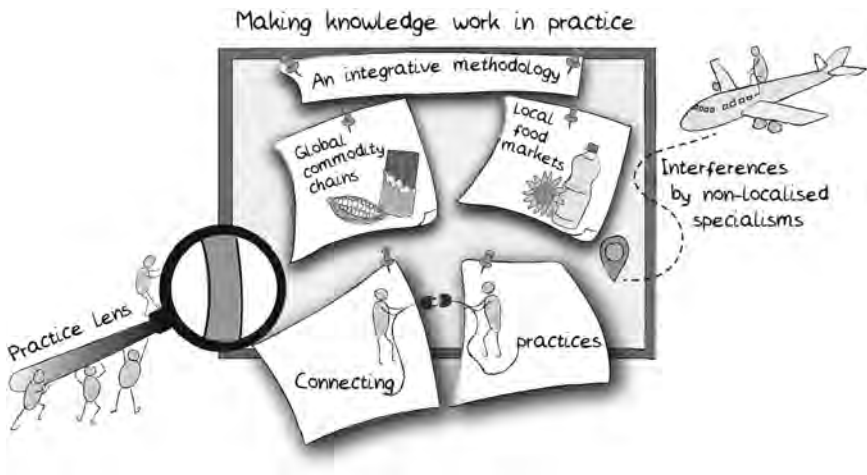 Making knowledge work in practice
An integrative methodology
Global
commodity
chains
Local
food
markets
Interferences
by non-localised
specialisms
Practice Lens
Connecting
practices